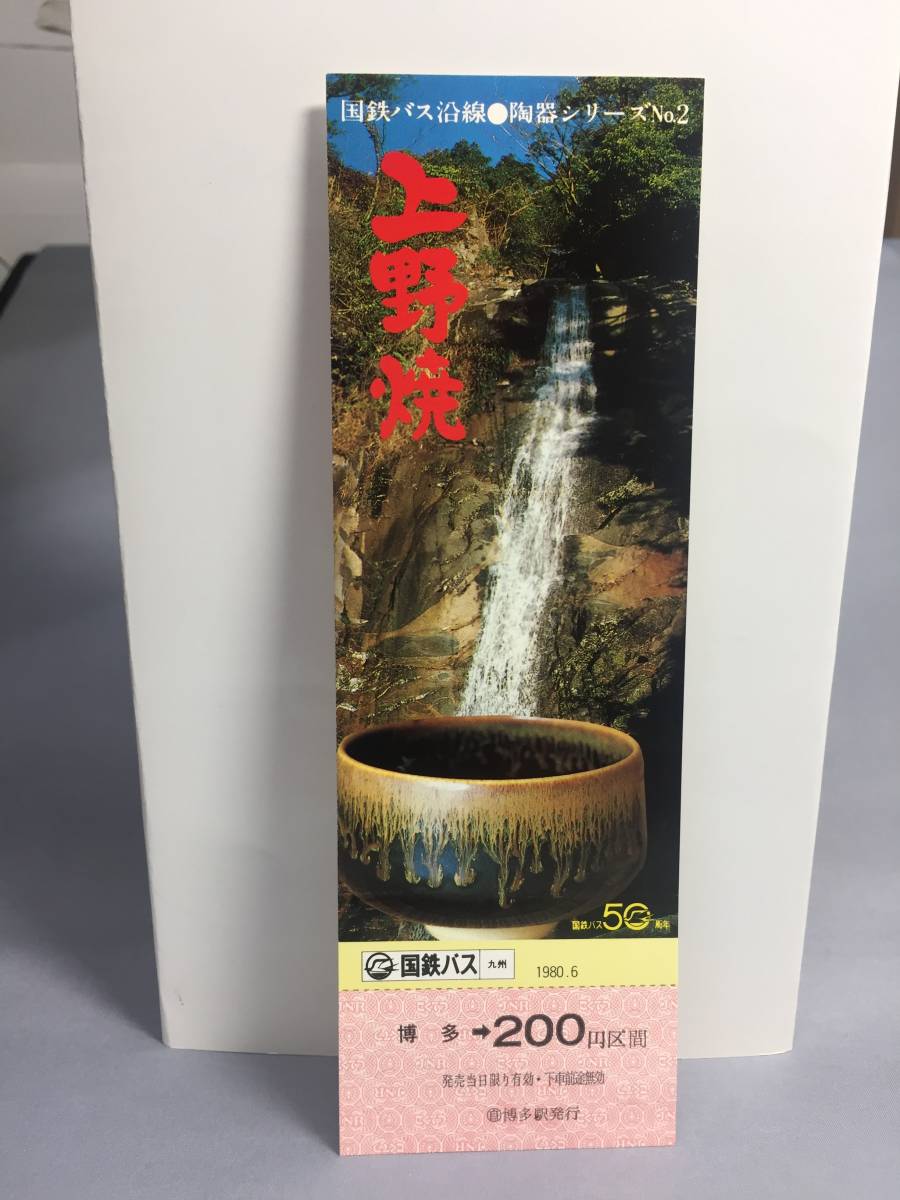 国鉄バス沿線●陶器シリーズNo.2
上野焼
国鉄バス50周年
国鉄バス 九州 1980.6
博多➡200円区間
発売当日限り有効・下車前途無効
自博多駅発行